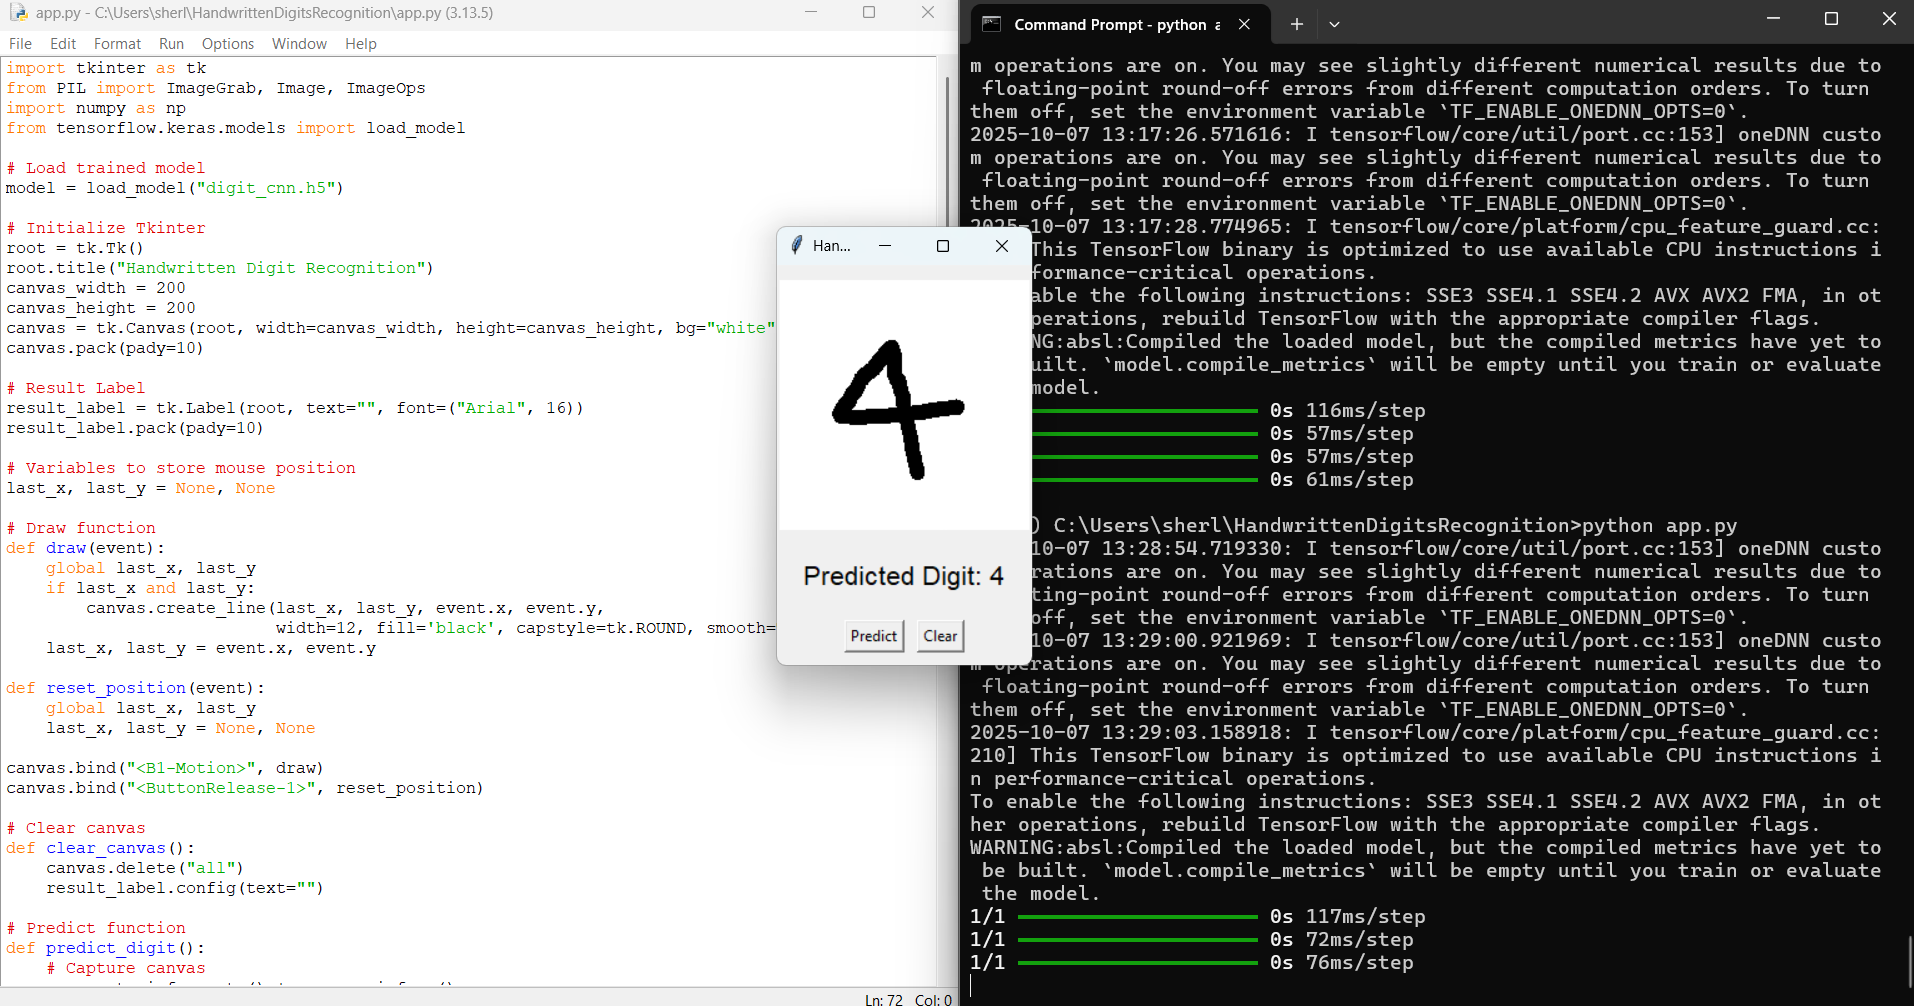 app.py - C:\Users\sherl\HandwrittenDigitsRecognition\app.py (3.13.5)
File Edit Format Run Options Window Help
import tkinter as tk
from PIL import ImageGrab, Image, ImageOps
import numpy as np
from tensorflow.keras.models import load_model
# Load trained model
model = load_model("digit_cnn.h5")
# Initialize Tkinter
root = tk.Tk()
root.title("Handwritten Digit Recognition")
canvas_width = 200
canvas_height = 200
canvas = tk.Canvas(root, width=canvas_width, height=canvas_height, bg="white"
canvas.pack(pady=10)
# Result Label
result_label = tk.Label(root, text="", font=("Arial", 16))
result_label.pack(pady=10)
# Variables to store mouse position
last_x, last_y = None, None
# Draw function
def draw(event):
    global last_x, last_y
    if last_x and last_y:
        canvas.create_line(last_x, last_y, event.x, event.y,
                           width=12, fill='black', capstyle=tk.ROUND, smooth=
    last_x, last_y = event.x, event.y
def reset_position(event):
    global last_x, last_y
    last_x, last_y = None, None
canvas.bind("<B1-Motion>", draw)
canvas.bind("<ButtonRelease-1>", reset_position)
# Clear canvas
def clear_canvas():
    canvas.delete("all")
    result_label.config(text="")
# Predict function
def predict_digit():
    # Capture canvas
Ln: 72 Col: 0
Han...
4
Predicted Digit: 4
Predict Clear
Command Prompt - python a
m operations are on. You may see slightly different numerical results due to
 floating-point round-off errors from different computation orders. To turn
them off, set the environment variable `TF_ENABLE_ONEDNN_OPTS=0`.
2025-10-07 13:17:26.571616: I tensorflow/core/util/port.cc:153] oneDNN custo
m operations are on. You may see slightly different numerical results due to
 floating-point round-off errors from different computation orders. To turn
them off, set the environment variable `TF_ENABLE_ONEDNN_OPTS=0`.
2025-10-07 13:17:28.774965: I tensorflow/core/platform/cpu_feature_guard.cc:
This TensorFlow binary is optimized to use available CPU instructions i
formance-critical operations.
able the following instructions: SSE3 SSE4.1 SSE4.2 AVX AVX2 FMA, in ot
perations, rebuild TensorFlow with the appropriate compiler flags.
NG:absl:Compiled the loaded model, but the compiled metrics have yet to
uilt. `model.compile_metrics` will be empty until you train or evaluate
model.
0s 116ms/step
0s 57ms/step
0s 57ms/step
0s 61ms/step
) C:\Users\sherl\HandwrittenDigitsRecognition>python app.py
10-07 13:28:54.719330: I tensorflow/core/util/port.cc:153] oneDNN custo
rations are on. You may see slightly different numerical results due to
ting-point round-off errors from different computation orders. To turn
off, set the environment variable `TF_ENABLE_ONEDNN_OPTS=0`.
10-07 13:29:00.921969: I tensorflow/core/util/port.cc:153] oneDNN custo
m operations are on. You may see slightly different numerical results due to
 floating-point round-off errors from different computation orders. To turn
them off, set the environment variable `TF_ENABLE_ONEDNN_OPTS=0`.
2025-10-07 13:29:03.158918: I tensorflow/core/platform/cpu_feature_guard.cc:
210] This TensorFlow binary is optimized to use available CPU instructions i
n performance-critical operations.
To enable the following instructions: SSE3 SSE4.1 SSE4.2 AVX AVX2 FMA, in ot
her operations, rebuild TensorFlow with the appropriate compiler flags.
WARNING:absl:Compiled the loaded model, but the compiled metrics have yet to
 be built. `model.compile_metrics` will be empty until you train or evaluate
 the model.
1/1 0s 117ms/step
1/1 0s 72ms/step
1/1 0s 76ms/step